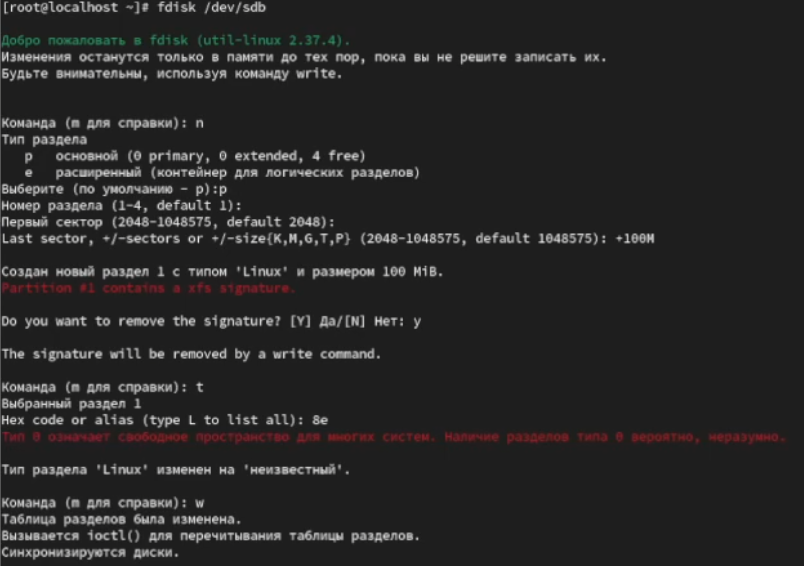 [root@localhost ~]# fdisk /dev/sdb
Добро пожаловать в fdisk (util-linux 2.37.4).
Изменения останутся только в памяти до тех пор, пока вы не решите записать их.
Будьте внимательны, используя команду write.
Команда (m для справки): n
Тип раздела
p основной (0 primary, 0 extended, 4 free)
e расширенный (контейнер для логических разделов)
Выберите (по умолчанию - p):p
Номер раздела (1-4, default 1):
Первый сектор (2048-1048575, default 2048):
Last sector, +/-sectors or +/-size{K,M,G,T,P} (2048-1048575, default 1048575): +100M
Создан новый раздел 1 с типом 'Linux' и размером 100 MiB.
Partition #1 contains a xfs signature.
Do you want to remove the signature? [Y] Да/[N] Нет: y
The signature will be removed by a write command.
Команда (m для справки): t
Выбранный раздел 1
Hex code or alias (type L to list all): 8e
Тип 0 означает свободное пространство для многих систем. Наличие разделов типа 0 вероятно, неразумно.
Тип раздела 'Linux' изменен на 'неизвестный'.
Команда (m для справки): w
Таблица разделов была изменена.
Вызывается ioctl() для перечитывания таблицы разделов.
Синхронизируются диски.